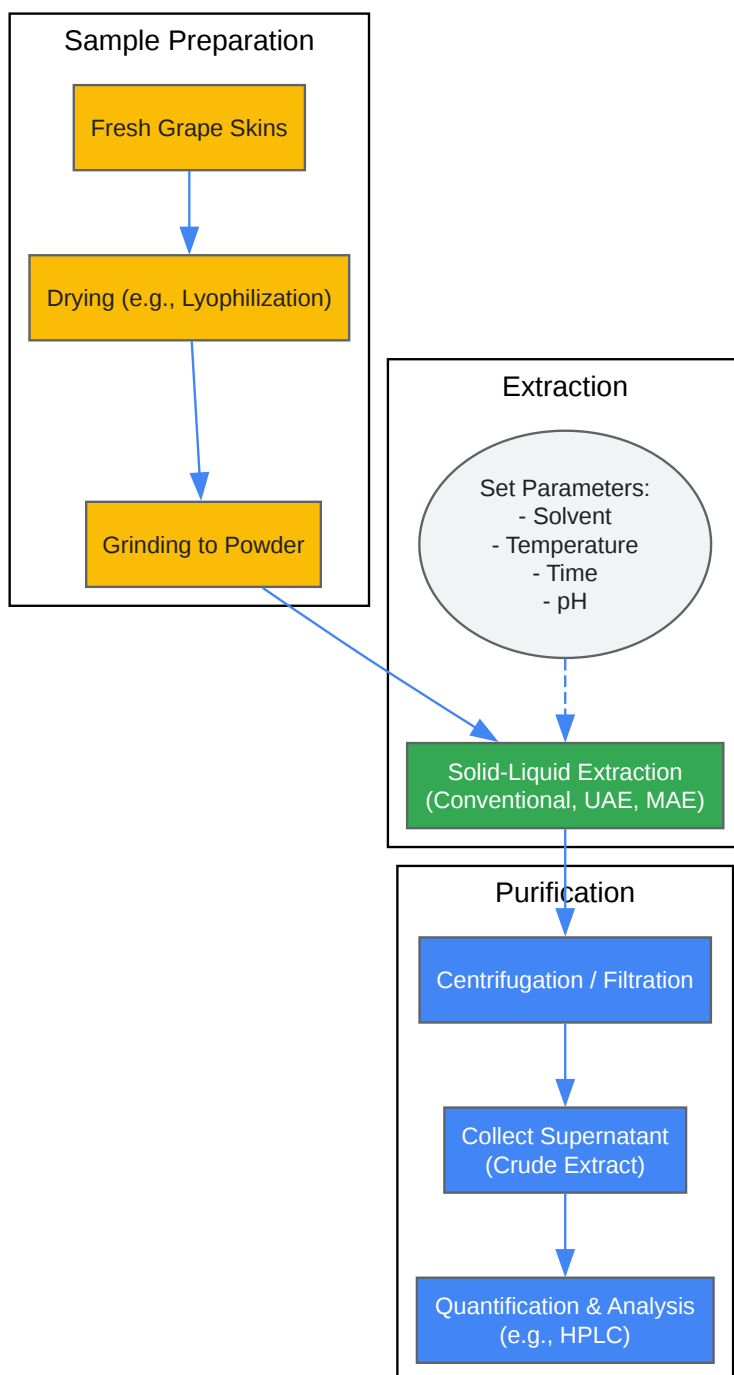 Sample Preparation
Fresh Grape Skins
Drying (e.g., Lyophilization)
Grinding to Powder
Extraction
Set Parameters:
- Solvent
- Temperature
- Time
- pH
Solid-Liquid Extraction
(Conventional, UAE, MAE)
Purification
Centrifugation / Filtration
Collect Supernatant
(Crude Extract)
Quantification & Analysis
(e.g., HPLC)